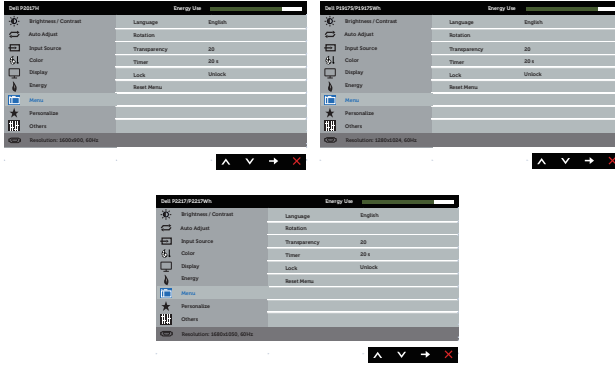 Dell P2017H Energy Use
Brightness / Contrast
Auto Adjust
Input Source
Color
Display
Energy
Menu
Personalize
Others
Language English
Rotation
Transparency 20
Timer 20 s
Lock Unlock
Reset Menu
Resolution: 1600x900, 60Hz
Dell P1917S/P1917SWh Energy Use
Brightness / Contrast
Auto Adjust
Input Source
Color
Display
Energy
Menu
Personalize
Others
Language English
Rotation
Transparency 20
Timer 20 s
Lock Unlock
Reset Menu
Resolution: 1280x1024, 60Hz
Dell P2217/P2217Wh Energy Use
Brightness / Contrast
Auto Adjust
Input Source
Color
Display
Energy
Menu
Personalize
Others
Language English
Rotation
Transparency 20
Timer 20 s
Lock Unlock
Reset Menu
Resolution: 1680x1050, 60Hz